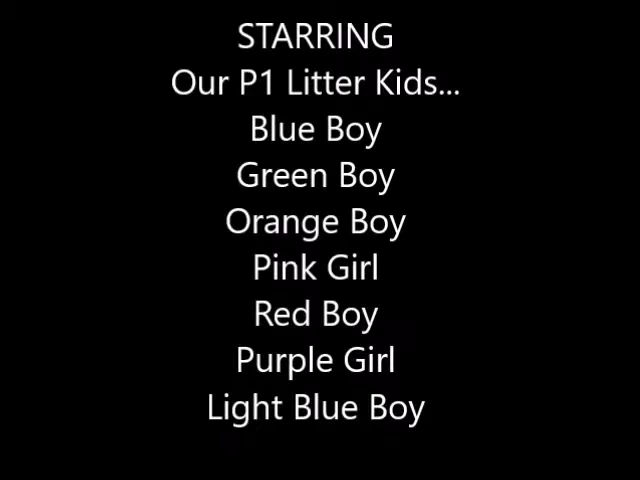 STARRING
Our P1 Litter Kids...
Blue Boy
Green Boy
Orange Boy
Pink Girl
Red Boy
Purple Girl
Light Blue Boy